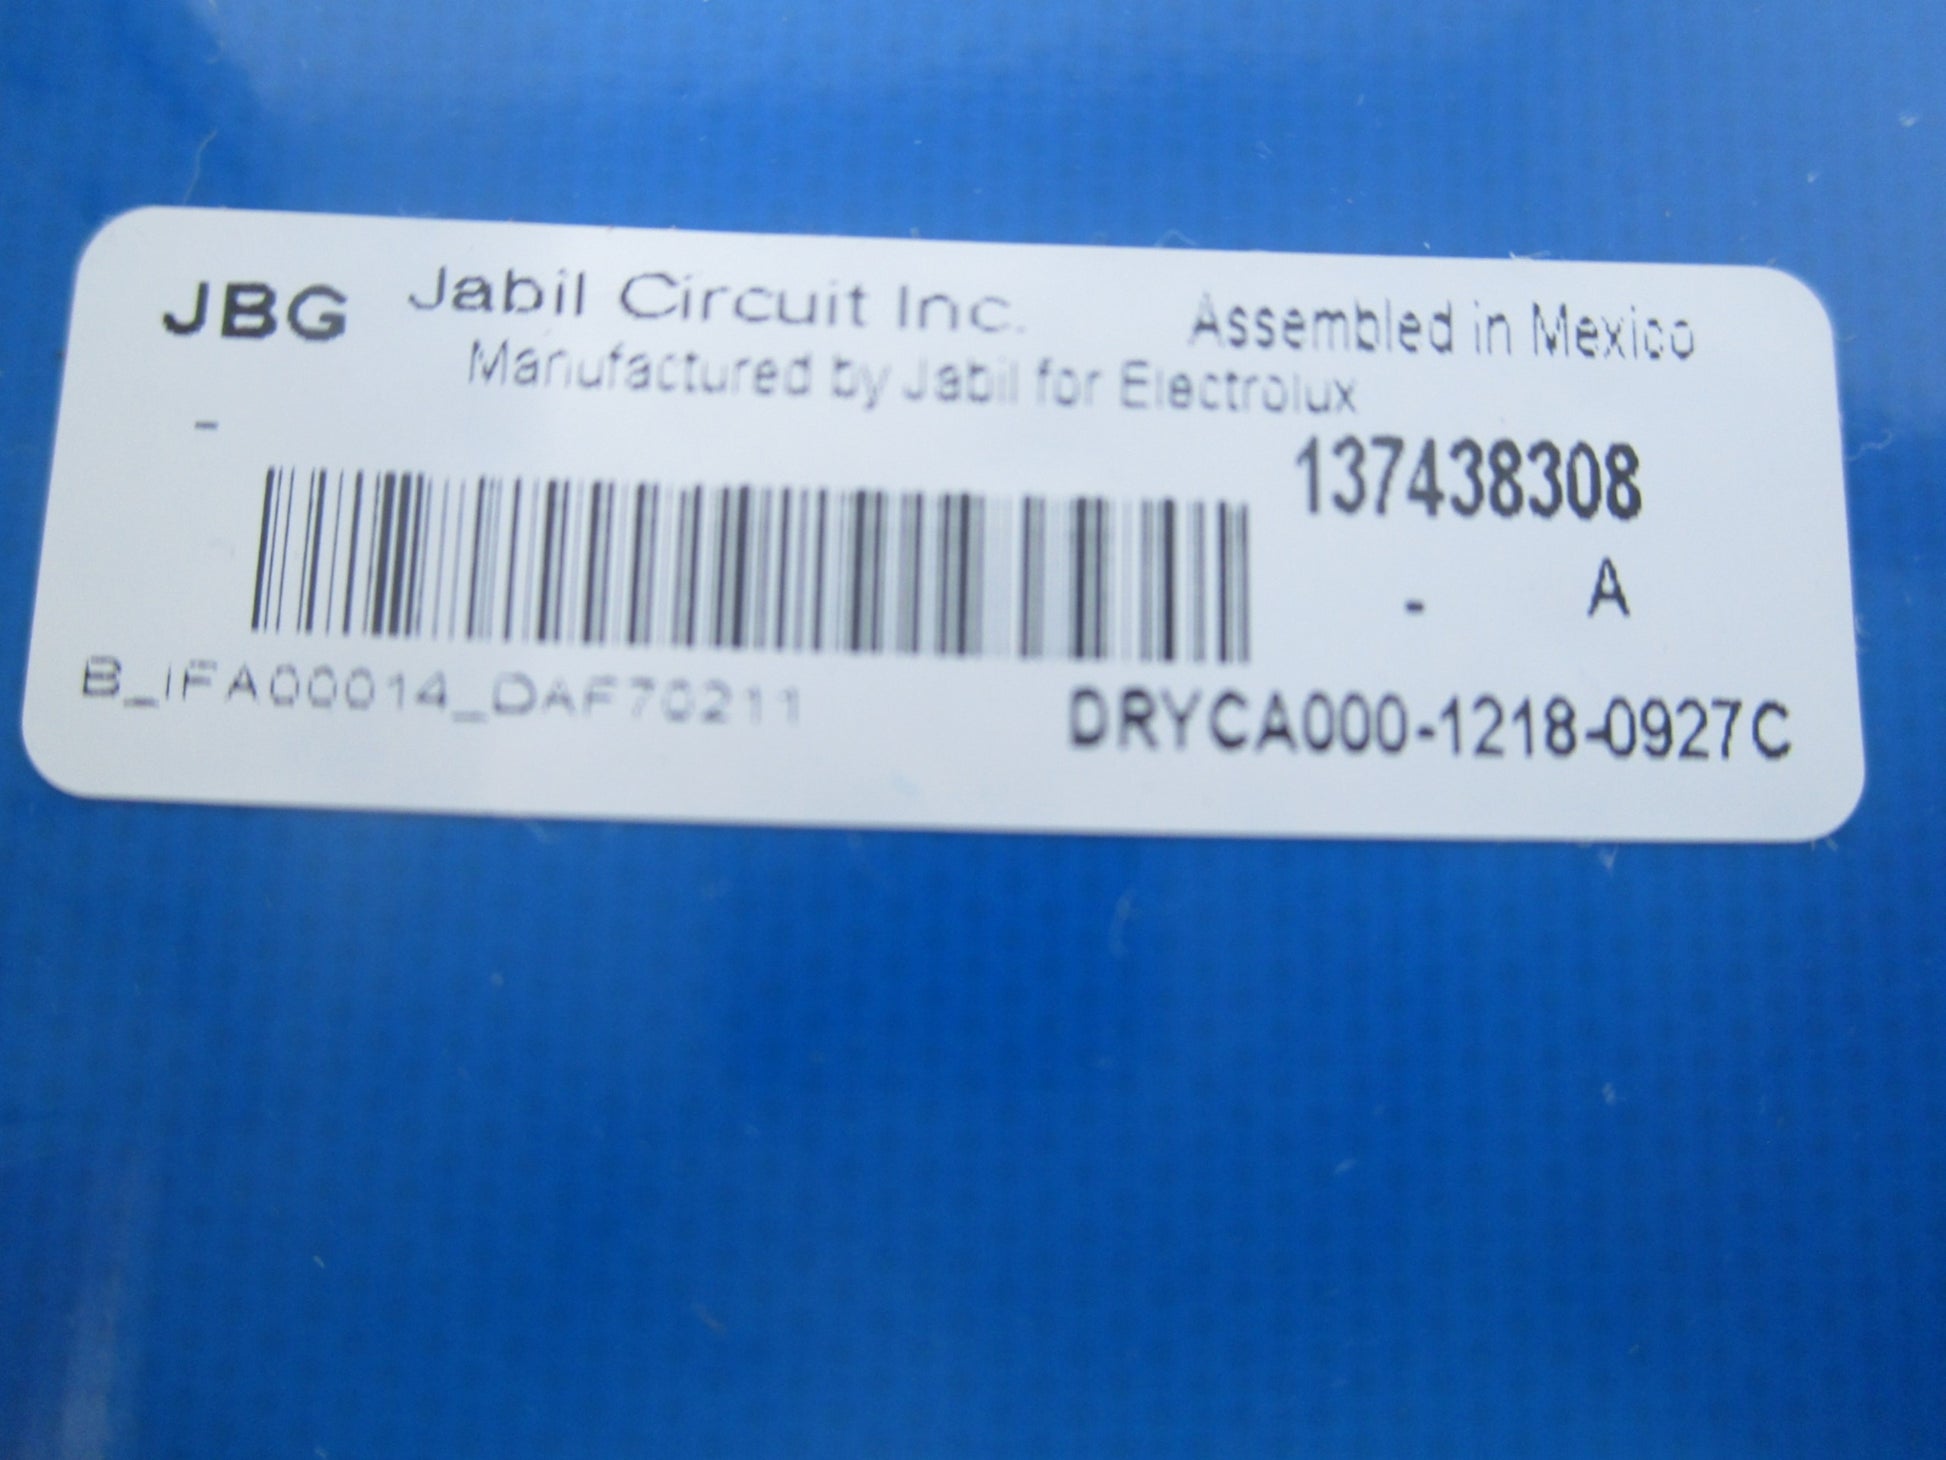 JBG Jabil Circuit Inc. Assembled in Mexico
Manufactured by Jabil for Electrolux
-
137438308
- A
B_IFA00014_DAF70211
DRYCA000-1218-0927C